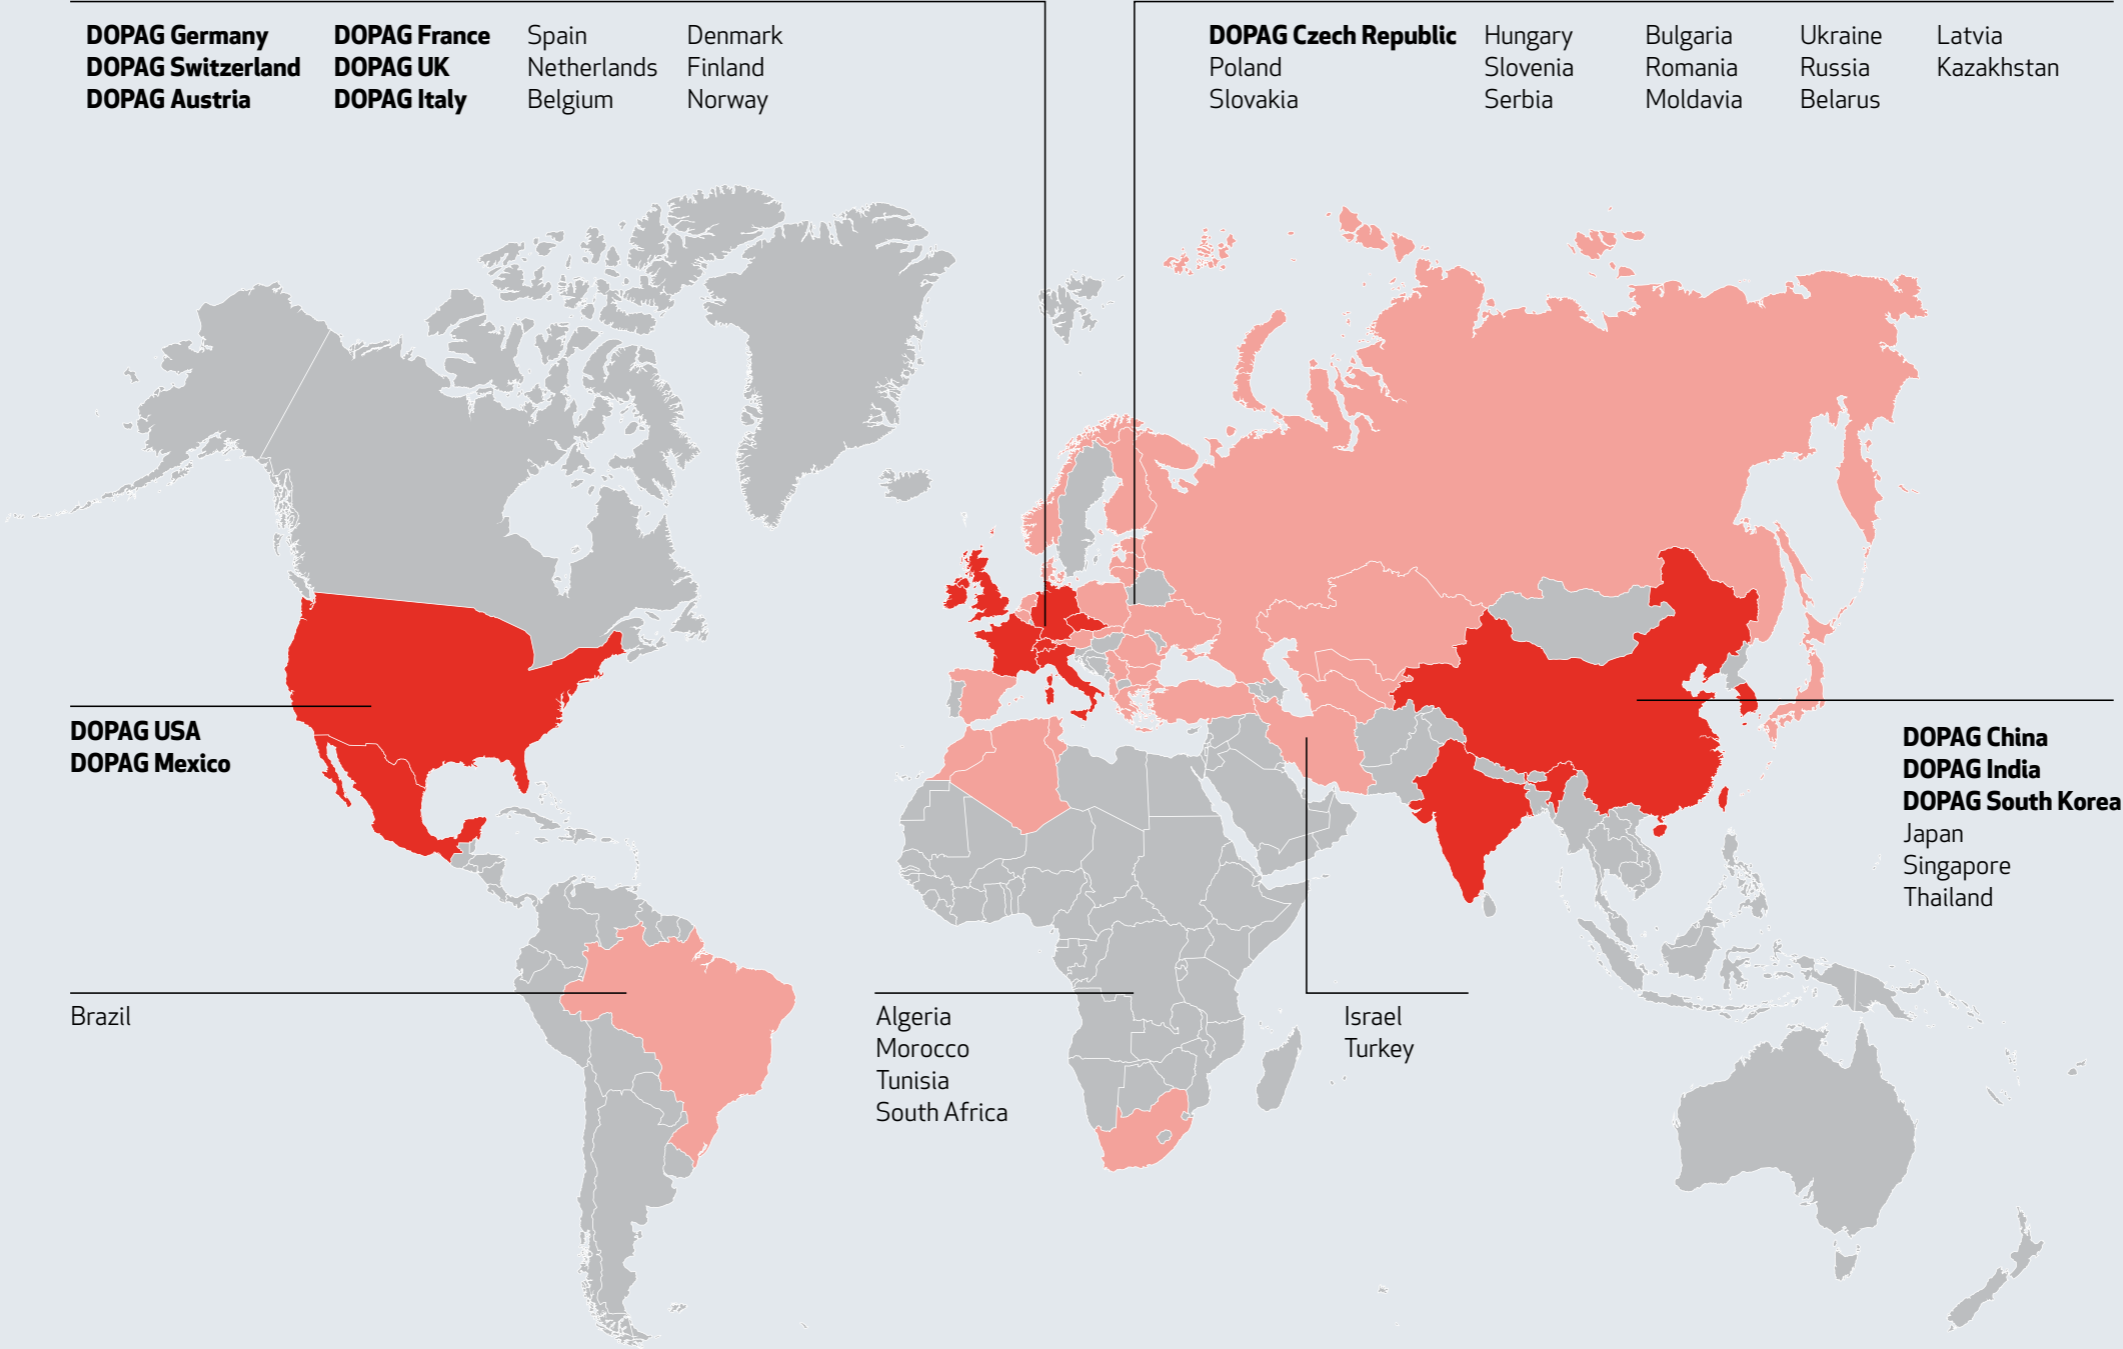 DOPAG Germany
DOPAG Switzerland
DOPAG Austria
DOPAG France
DOPAG UK
DOPAG Italy
Spain
Netherlands
Belgium
Denmark
Finland
Norway
DOPAG Czech Republic
Poland
Slovakia
Hungary
Slovenia
Serbia
Bulgaria
Romania
Moldavia
Ukraine
Russia
Belarus
Latvia
Kazakhstan
DOPAG USA
DOPAG Mexico
DOPAG China
DOPAG India
DOPAG South Korea
Japan
Singapore
Thailand
Brazil
Algeria
Morocco
Tunisia
South Africa
Israel
Turkey